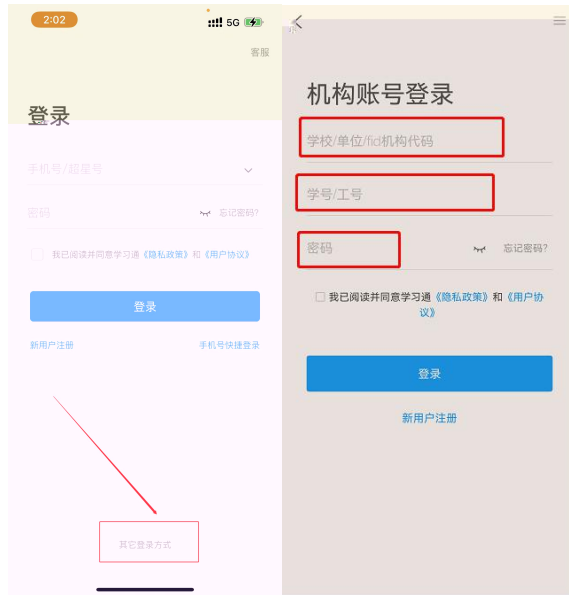 2:02
5G
客服
登录
手机号/超星号
密码
忘记密码?
我已阅读并同意学习通《隐私政策》和《用户协议》
登录
新用户注册
手机号快捷登录
其它登录方式
机构账号登录
学校/单位/fid机构代码
学号/工号
密码
忘记密码?
我已阅读并同意学习通《隐私政策》和《用户协
议》
登录
新用户注册